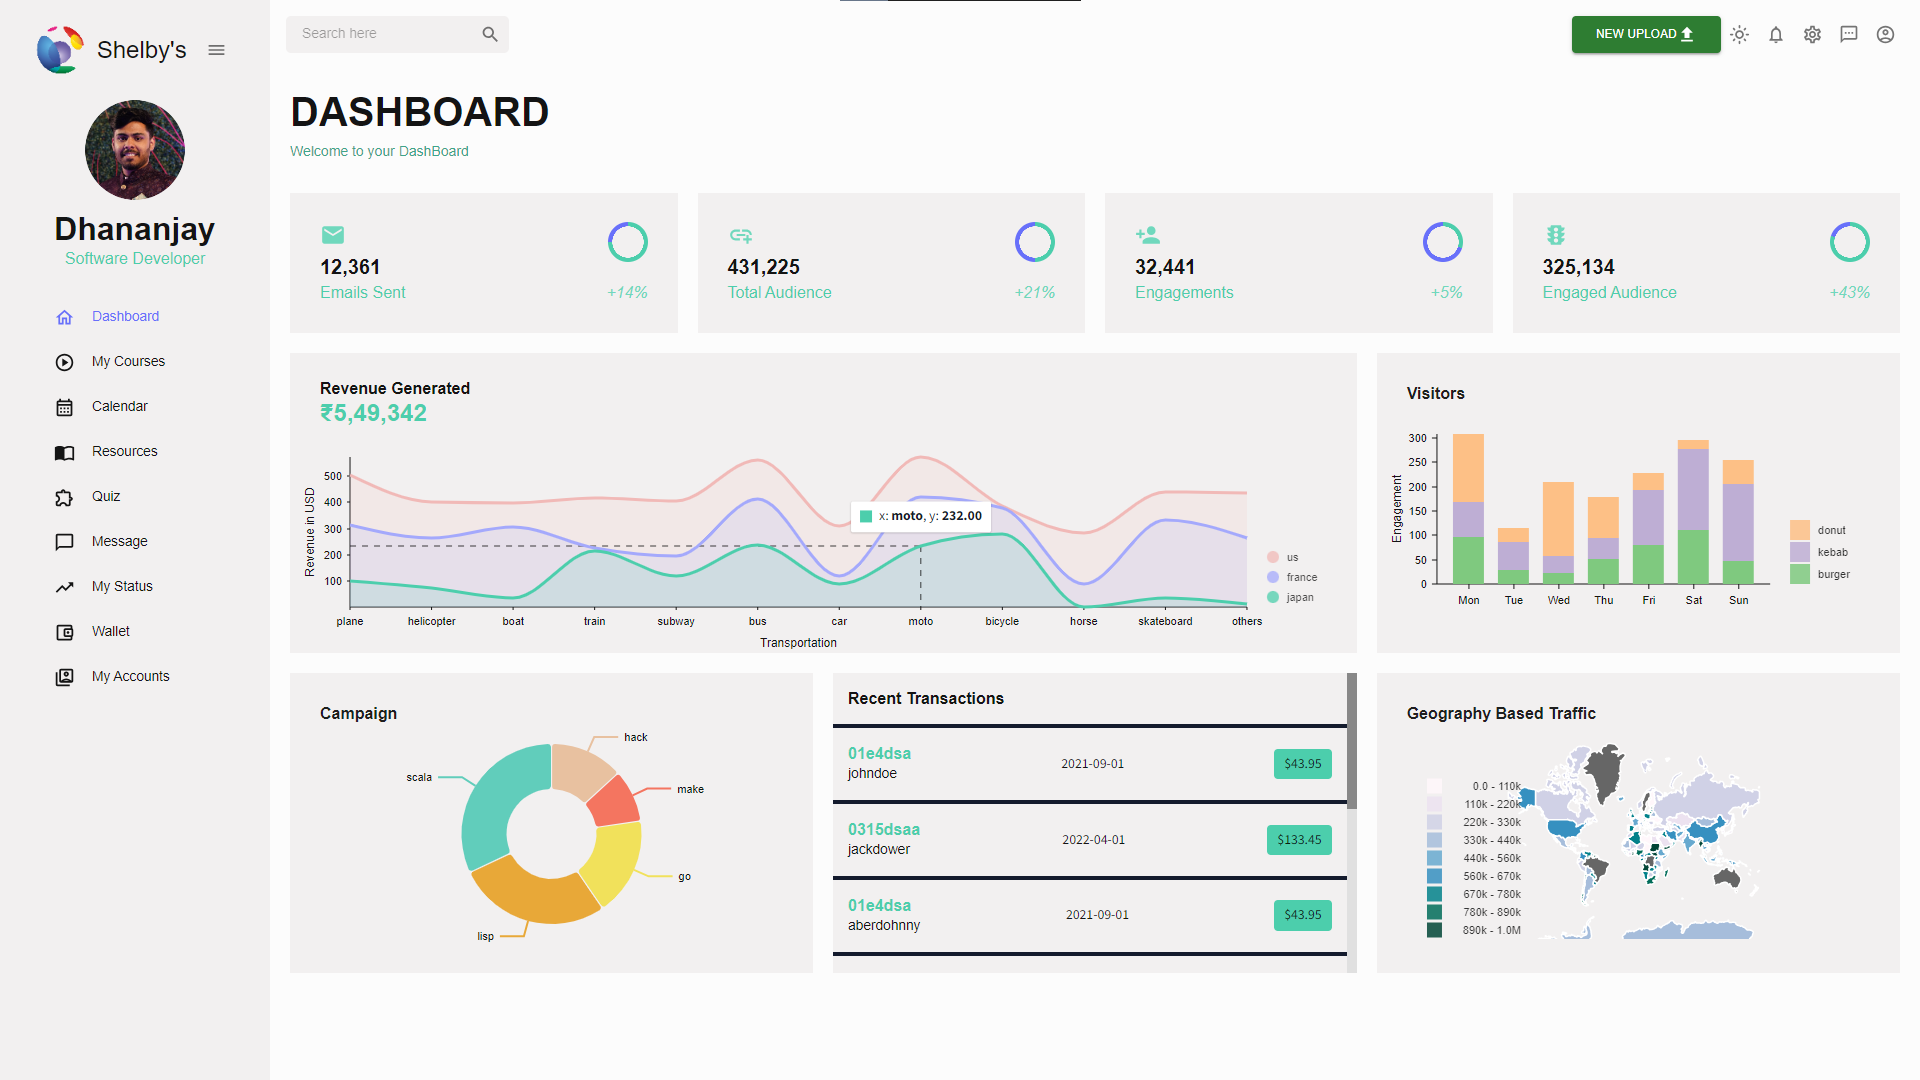 Shelby's
Search here
NEW UPLOAD
Dhananjay
Software Developer
Dashboard
My Courses
Calendar
Resources
Quiz
Message
My Status
Wallet
My Accounts
DASHBOARD
Welcome to your DashBoard
12,361
Emails Sent
+14%
431,225
Total Audience
+21%
32,441
Engagements
+5%
325,134
Engaged Audience
+43%
Revenue Generated
₹5,49,342
Revenue in USD
500
400
300
200
100
x: moto, y: 232.00
us
france
japan
plane helicopter boat train subway bus car moto bicycle horse skateboard others
Transportation
Visitors
Engagement
300
250
200
150
100
50
0
Mon Tue Wed Thu Fri Sat Sun
donut
kebab
burger
Campaign
hack
scala
make
go
lisp
Recent Transactions
01e4dsa
johndoe
2021-09-01
$43.95
0315dsaa
jackdower
2022-04-01
$133.45
01e4dsa
aberdohnny
2021-09-01
$43.95
Geography Based Traffic
0.0 - 110k
110k - 220k
220k - 330k
330k - 440k
440k - 560k
560k - 670k
670k - 780k
780k - 890k
890k - 1.0M